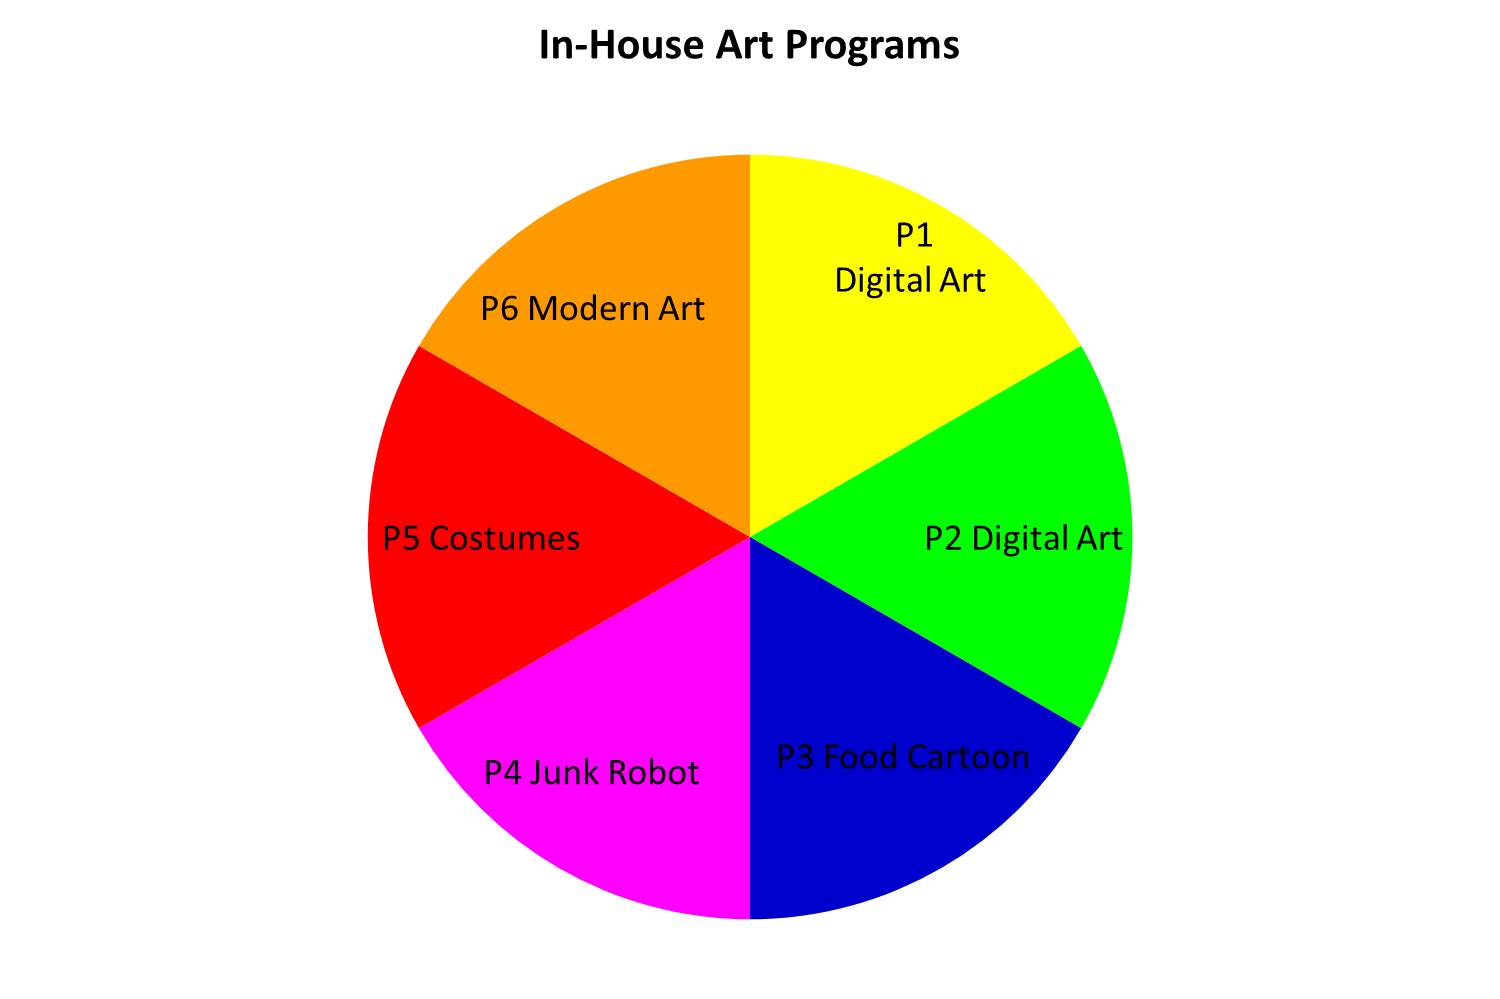 In-House Art Programs
P1
Digital Art
P6 Modern Art
P5 Costumes
P2 Digital Art
P3 Food Cartoon
P4 Junk Robot